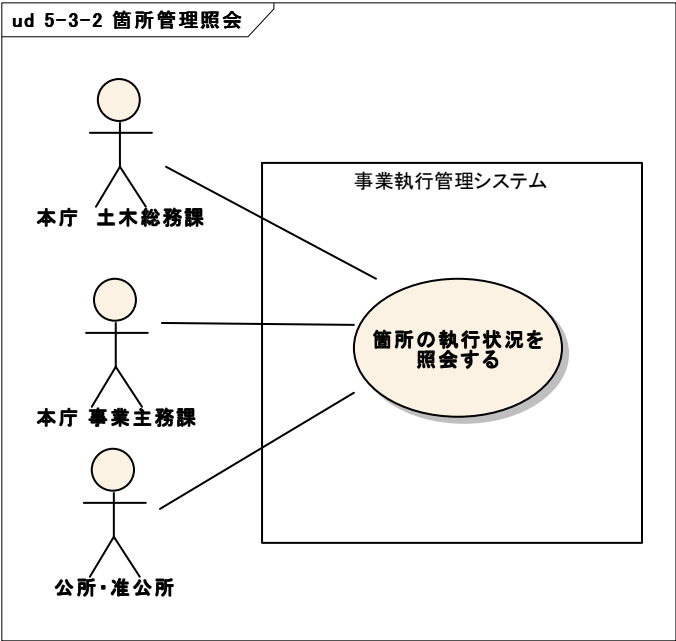 ud 5-3-2 箇所管理照会
事業執行管理システム
本庁　土木総務課
箇所の執行状況を
照会する
本庁 事業主務課
公所・准公所